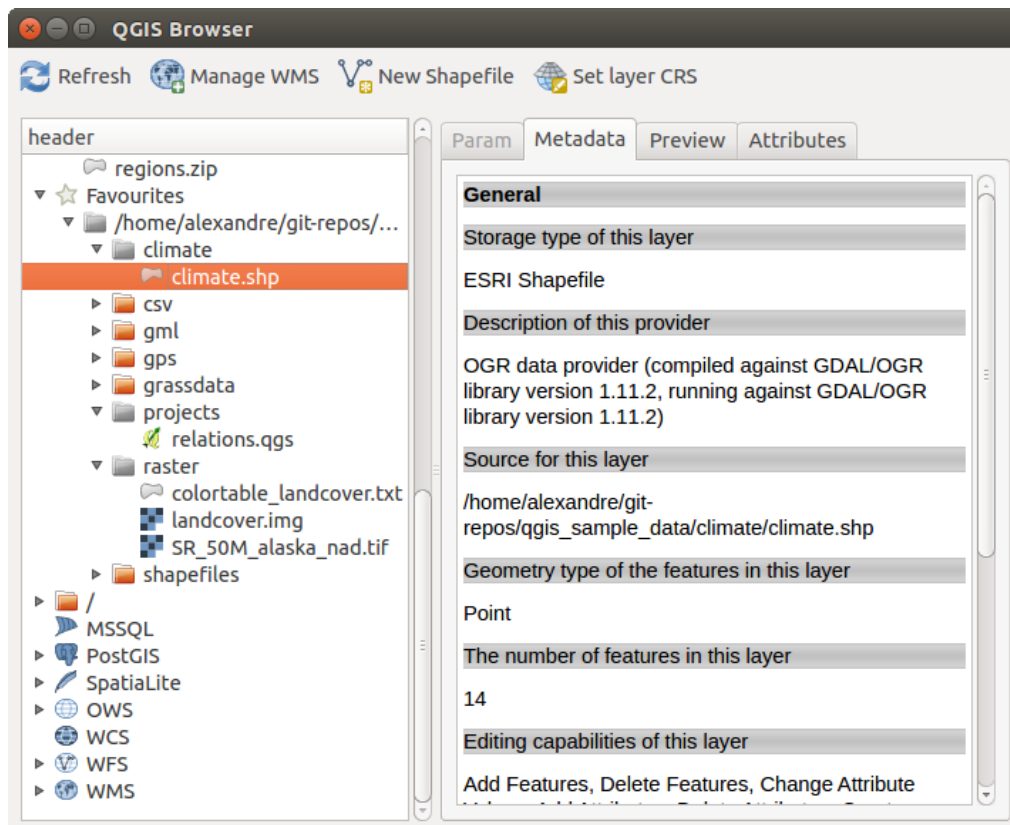 QGIS Browser
Refresh Manage WMS New Shapefile Set layer CRS
header
regions.zip
Favourites
/home/alexandre/git-repos/...
climate
climate.shp
csv
gml
gps
grassdata
projects
relations.qgs
raster
colortable_landcover.txt
landcover.img
SR_50M_alaska_nad.tif
shapefiles
/
MSSQL
PostGIS
SpatiaLite
OWS
WCS
WFS
WMS
Param Metadata Preview Attributes
General
Storage type of this layer
ESRI Shapefile
Description of this provider
OGR data provider (compiled against GDAL/OGR
library version 1.11.2, running against GDAL/OGR
library version 1.11.2)
Source for this layer
/home/alexandre/git-
repos/qgis_sample_data/climate/climate.shp
Geometry type of the features in this layer
Point
The number of features in this layer
14
Editing capabilities of this layer
Add Features, Delete Features, Change Attribute